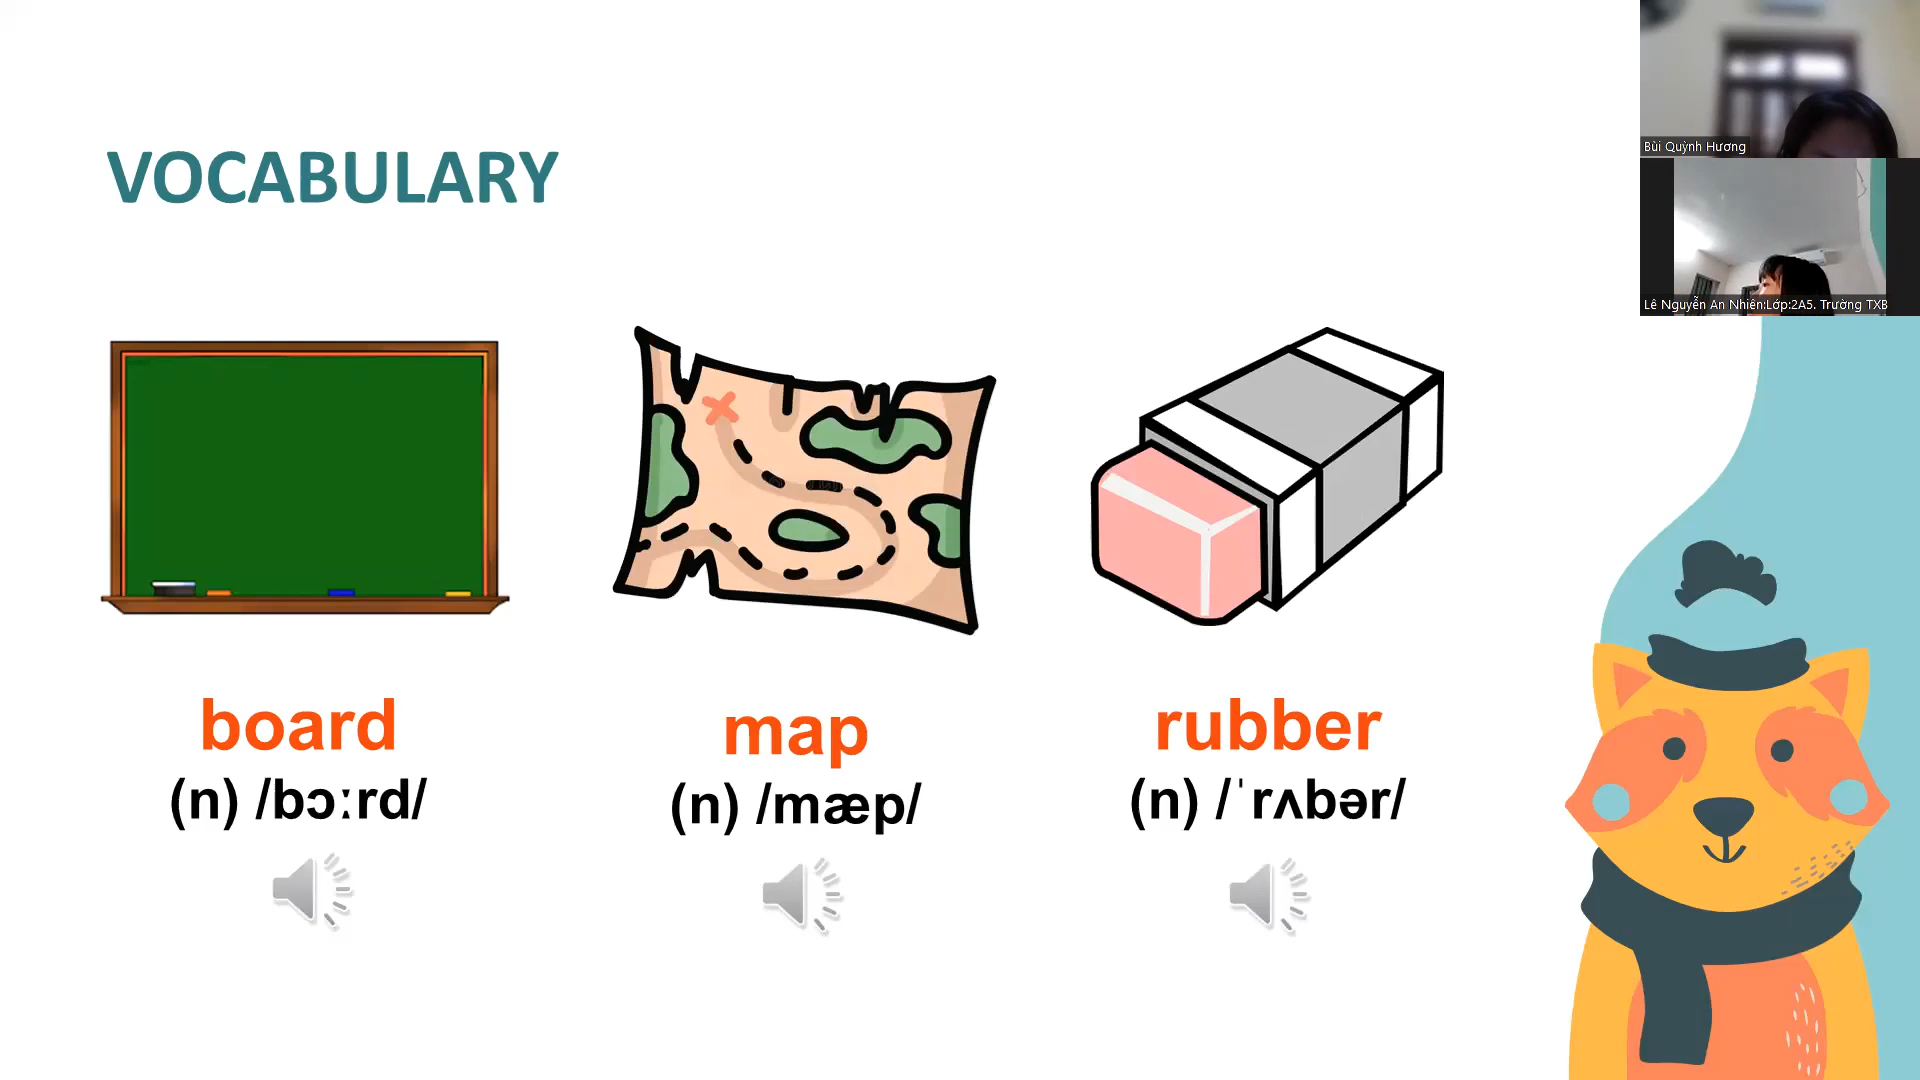 VOCABULARY
Bùi Quỳnh Hương
Lê Nguyễn An Nhiên:Lớp:2A5. Trường TXB
board
(n) /bɔːrd/
map
(n) /mæp/
rubber
(n) /ˈrʌbər/